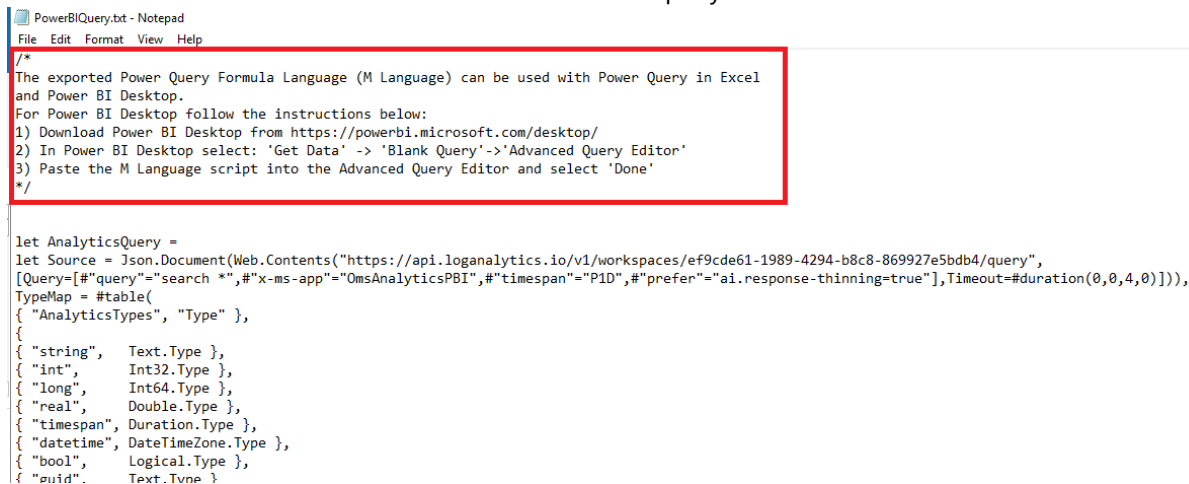 PowerBIQuery.txt - Notepad
File Edit Format View Help
/*
The exported Power Query Formula Language (M Language) can be used with Power Query in Excel
and Power BI Desktop.
For Power BI Desktop follow the instructions below:
1) Download Power BI Desktop from https://powerbi.microsoft.com/desktop/
2) In Power BI Desktop select: 'Get Data' -> 'Blank Query'->'Advanced Query Editor'
3) Paste the M Language script into the Advanced Query Editor and select 'Done'
*/
let AnalyticsQuery =
let Source = Json.Document(Web.Contents("https://api.loganalytics.io/v1/workspaces/ef9cde61-1989-4294-b8c8-869927e5bdb4/query",
[Query=[#"query"="search *",#"x-ms-app"="OmsAnalyticsPBI",#"timespan"="P1D",#"prefer"="ai.response-thinning=true"],Timeout=#duration(0,0,4,0)])),
TypeMap = #table(
{ "AnalyticsTypes", "Type" },
{
{ "string", Text.Type },
{ "int", Int32.Type },
{ "long", Int64.Type },
{ "real", Double.Type },
{ "timespan", Duration.Type },
{ "datetime", DateTimeZone.Type },
{ "bool", Logical.Type },
{ "guid", Text.Type }